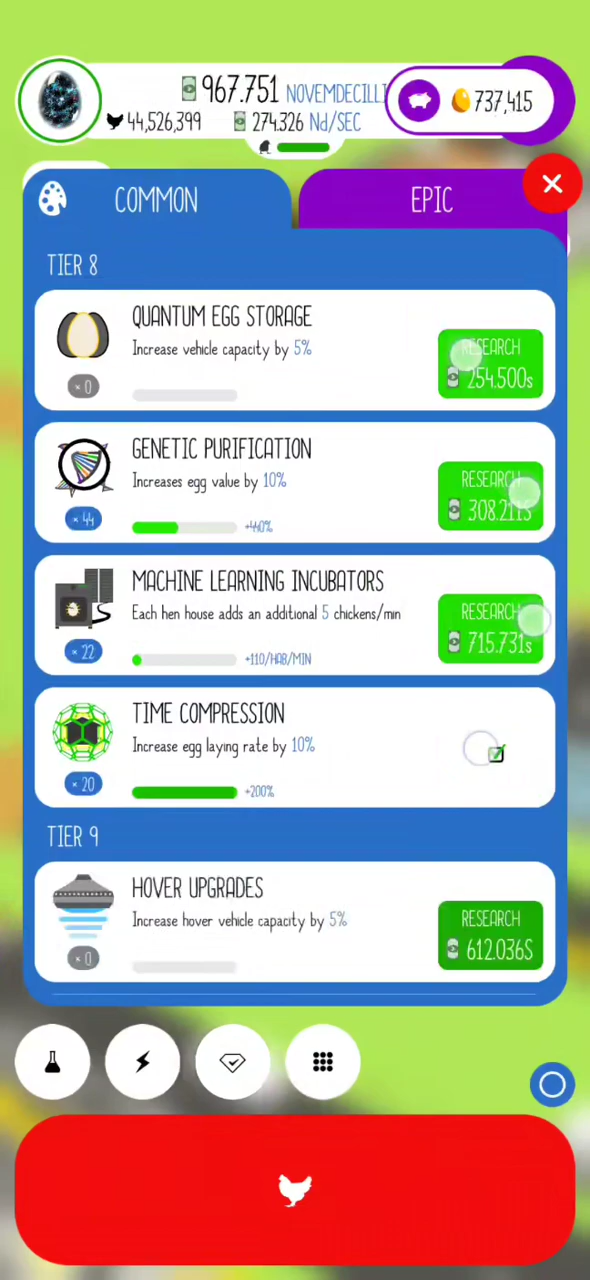 967.751 NOVEMDECILLI
737,415
44,526,399 274.326 Nd/SEC
COMMON EPIC
TIER 8
QUANTUM EGG STORAGE
Increase vehicle capacity by 5%
RESEARCH
254.500s
× 0
GENETIC PURIFICATION
Increases egg value by 10%
RESEARCH
308.211s
× 44
+440%
MACHINE LEARNING INCUBATORS
Each hen house adds an additional 5 chickens/min
RESEARCH
715.731s
× 22
+110/HAB/MIN
TIME COMPRESSION
Increase egg laying rate by 10%
× 20
+200%
TIER 9
HOVER UPGRADES
Increase hover vehicle capacity by 5%
RESEARCH
612.036S
× 0